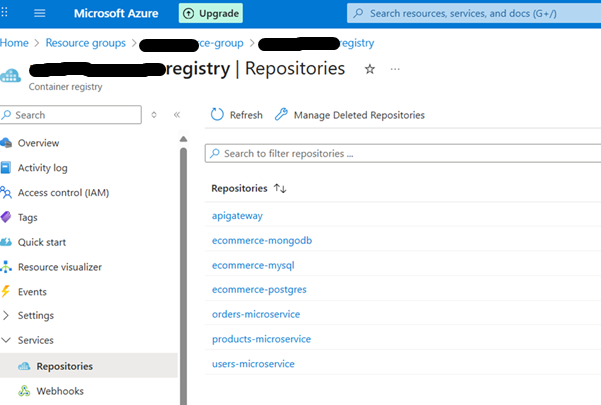 Microsoft Azure
Upgrade
Search resources, services, and docs (G+/)
Home > Resource groups > ce-group > registry
registry | Repositories
Container registry
Search
Refresh
Manage Deleted Repositories
Overview
Activity log
Access control (IAM)
Tags
Quick start
Resource visualizer
Events
Settings
Services
Repositories
Webhooks
Search to filter repositories ...
Repositories
apigateway
ecommerce-mongodb
ecommerce-mysql
ecommerce-postgres
orders-microservice
products-microservice
users-microservice